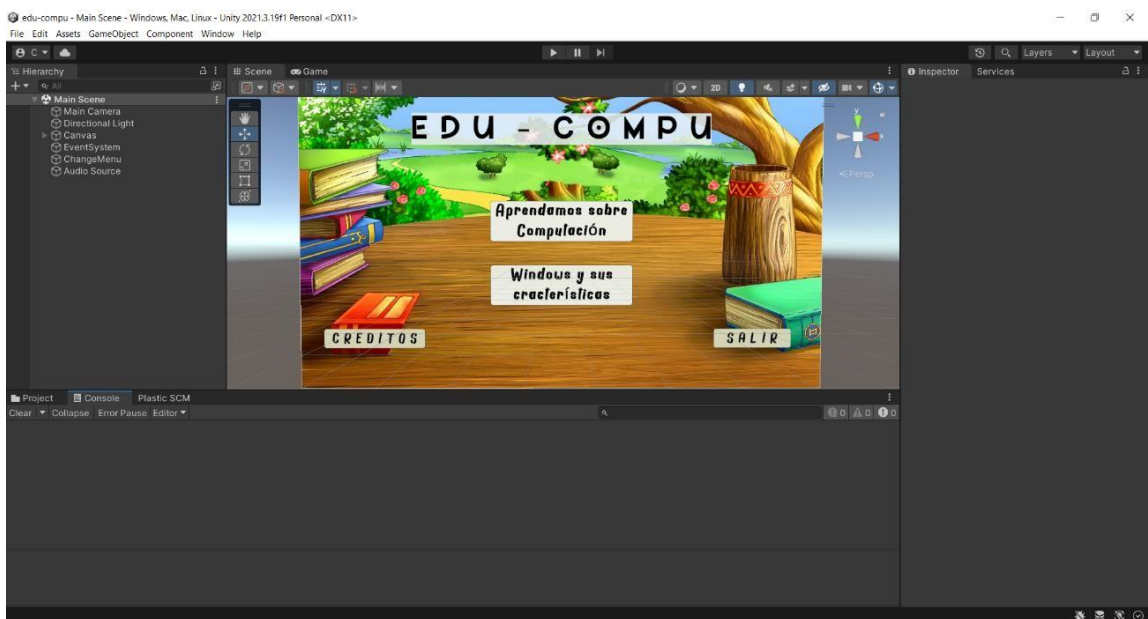 edu-compu - Main Scene - Windows, Mac, Linux - Unity 2021.3.19f1 Personal <DX11>
File Edit Assets GameObject Component Window Help
C
Layers Layout
Hierarchy
Scene Game
Inspector Services
All
2D
Main Scene
Main Camera
Directional Light
Canvas
EventSystem
ChangeMenu
Audio Source
EDU - COMPU
y
x
Persp
Aprendamos sobre
Computación
Windows y sus
cracterísticas
CREDITOS
SALIR
Project Console Plastic SCM
Clear Collapse Error Pause Editor
0 0 0